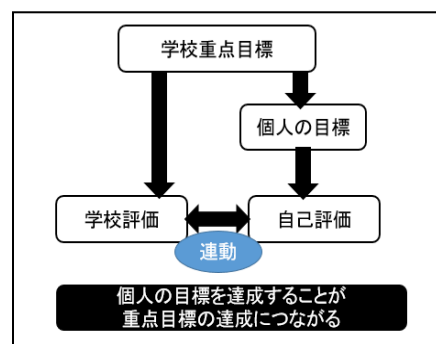 学校重点目標
個人の目標
学校評価
自己評価
連動
個人の目標を達成することが
重点目標の達成につながる